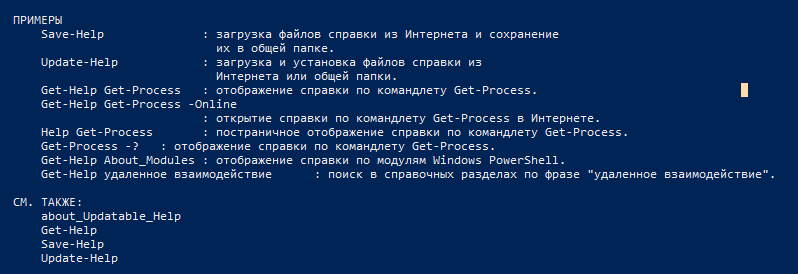 ПРИМЕРЫ
Save-Help : загрузка файлов справки из Интернета и сохранение
их в общей папке.
Update-Help : загрузка и установка файлов справки из
Интернета или общей папки.
Get-Help Get-Process : отображение справки по командлету Get-Process.
Get-Help Get-Process -Online
: открытие справки по командлету Get-Process в Интернете.
Help Get-Process : постраничное отображение справки по командлету Get-Process.
Get-Process -? : отображение справки по командлету Get-Process.
Get-Help About_Modules : отображение справки по модулям Windows PowerShell.
Get-Help удаленное взаимодействие : поиск в справочных разделах по фразе "удаленное взаимодействие".
СМ. ТАКЖЕ:
about_Updatable_Help
Get-Help
Save-Help
Update-Help